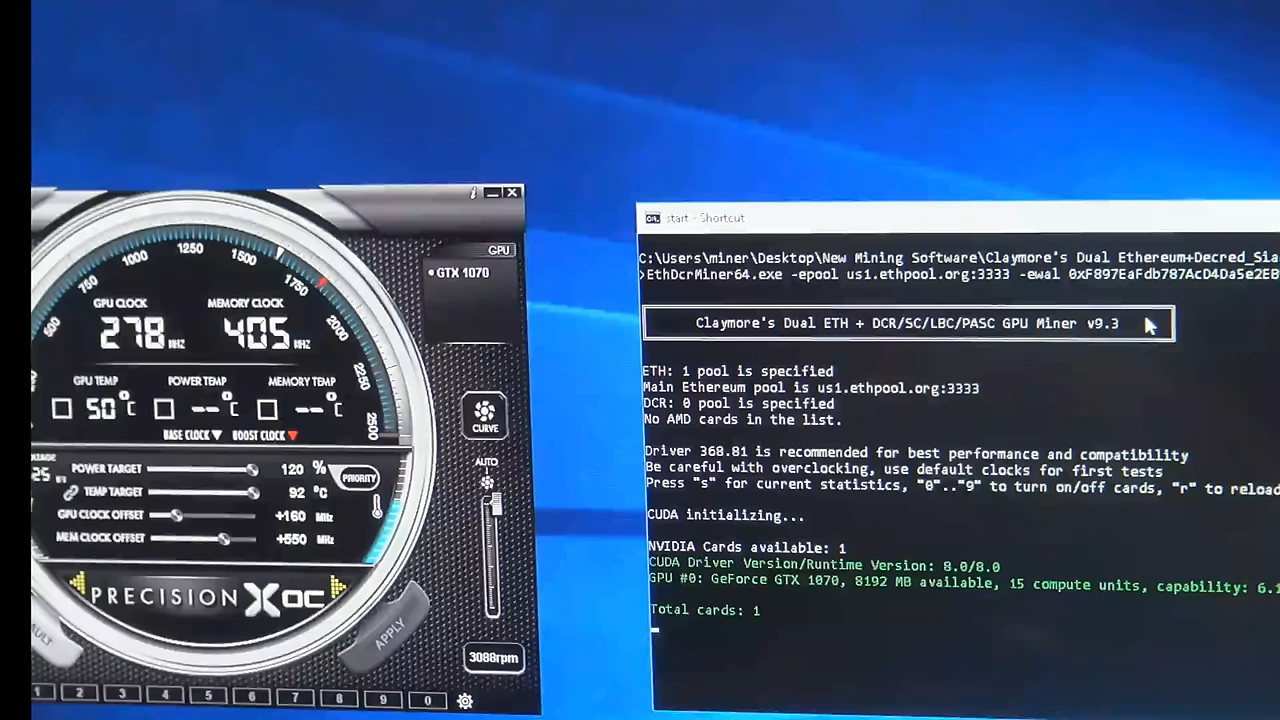 GPU
GTX 1070
750
1000
1250
1500
1750
2250
2500
GPU CLOCK
MEMORY CLOCK
278 MHZ
405 MHZ
GPU TEMP
POWER TEMP
MEMORY TEMP
50°C
--°C
--°C
BASE CLOCK
BOOST CLOCK
CURVE
AUTO
POWER TARGET 120 %
PRIORITY
TEMP TARGET 92 °C
GPU CLOCK OFFSET +160 MHz
MEM CLOCK OFFSET +550 MHz
PRECISION XOC
APPLY
3088rpm
1 2 3 4 5 6 7 8 9 0
start - Shortcut
C:\Users\miner\Desktop\New Mining Software\Claymore's Dual Ethereum+Decred_Sia
>EthDcrMiner64.exe -epool us1.ethpool.org:3333 -ewal
Claymore's Dual ETH + DCR/SC/LBC/PASC GPU Miner v9.3
ETH: 1 pool is specified
Main Ethereum pool is us1.ethpool.org:3333
DCR: 0 pool is specified
No AMD cards in the list.
Driver 368.81 is recommended for best performance and compatibility
Be careful with overclocking, use default clocks for first tests
Press "s" for current statistics, "0".."9" to turn on/off cards, "r" to reload
CUDA initializing...
NVIDIA Cards available: 1
CUDA Driver Version/Runtime Version: 8.0/8.0
GPU #0: GeForce GTX 1070, 8192 MB available, 15 compute units, capability: 6.1
Total cards: 1